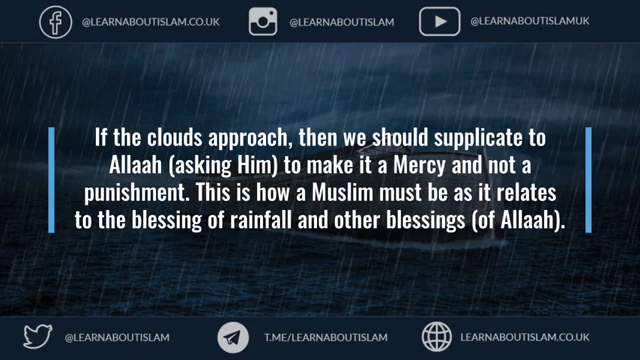 @LEARNABOUTISLAM.CO.UK
@LEARNABOUTISLAM
@LEARNABOUTISLAMUK
If the clouds approach, then we should supplicate to
Allaah (asking Him) to make it a Mercy and not a
punishment. This is how a Muslim must be as it relates
to the blessing of rainfall and other blessings (of Allaah).
@LEARNABOUTISLAM
T.ME/LEARNABOUTISLAM
LEARNABOUTISLAM.CO.UK